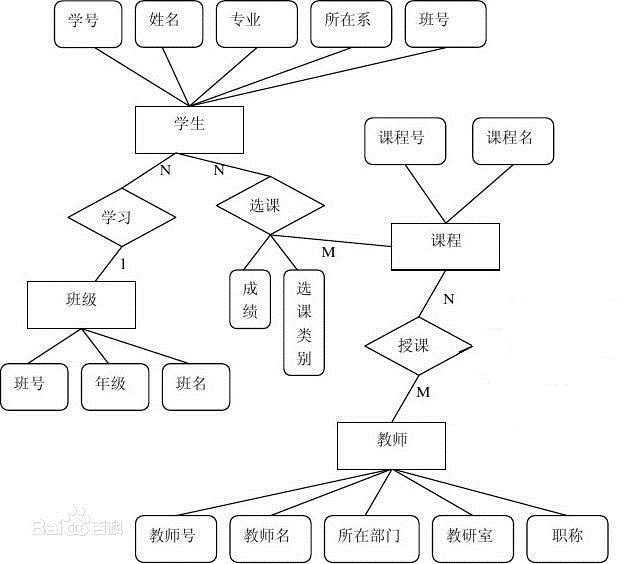 学号 姓名 专业 所在系 班号
学生
课程号 课程名
N N
学习 选课
课程
M
1
班级
成绩
选课类别
N
授课
班号 年级 班名
M
教师
Baidu百科
教师号 教师名 所在部门 教研室 职称